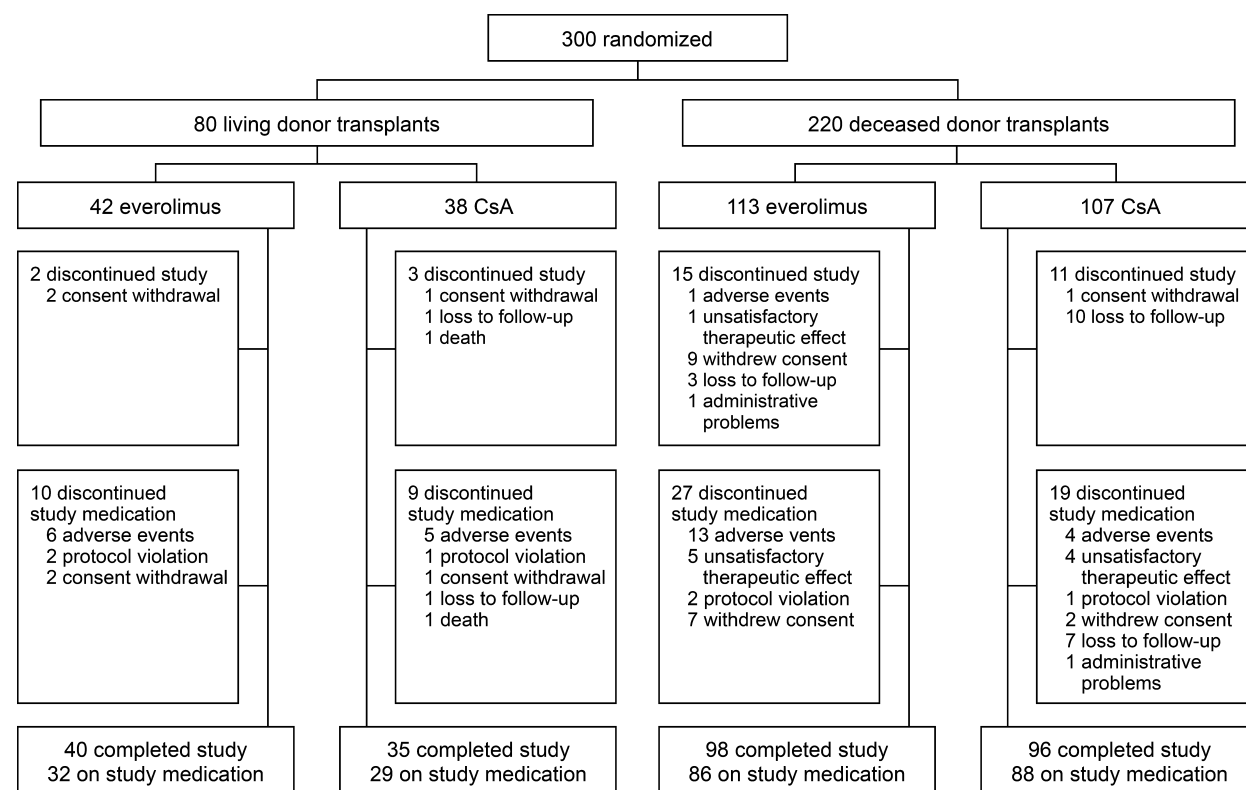 300 randomized
80 living donor transplants
220 deceased donor transplants
42 everolimus
38 CsA
113 everolimus
107 CsA
2 discontinued study
2 consent withdrawal
3 discontinued study
1 consent withdrawal
1 loss to follow-up
1 death
15 discontinued study
1 adverse events
1 unsatisfactory
therapeutic effect
9 withdrew consent
3 loss to follow-up
1 administrative
problems
11 discontinued study
1 consent withdrawal
10 loss to follow-up
10 discontinued
study medication
6 adverse events
2 protocol violation
2 consent withdrawal
9 discontinued
study medication
5 adverse events
1 protocol violation
1 consent withdrawal
1 loss to follow-up
1 death
27 discontinued
study medication
13 adverse vents
5 unsatisfactory
therapeutic effect
2 protocol violation
7 withdrew consent
19 discontinued
study medication
4 adverse events
4 unsatisfactory
therapeutic effect
1 protocol violation
2 withdrew consent
7 loss to follow-up
1 administrative
problems
40 completed study
32 on study medication
35 completed study
29 on study medication
98 completed study
86 on study medication
96 completed study
88 on study medication